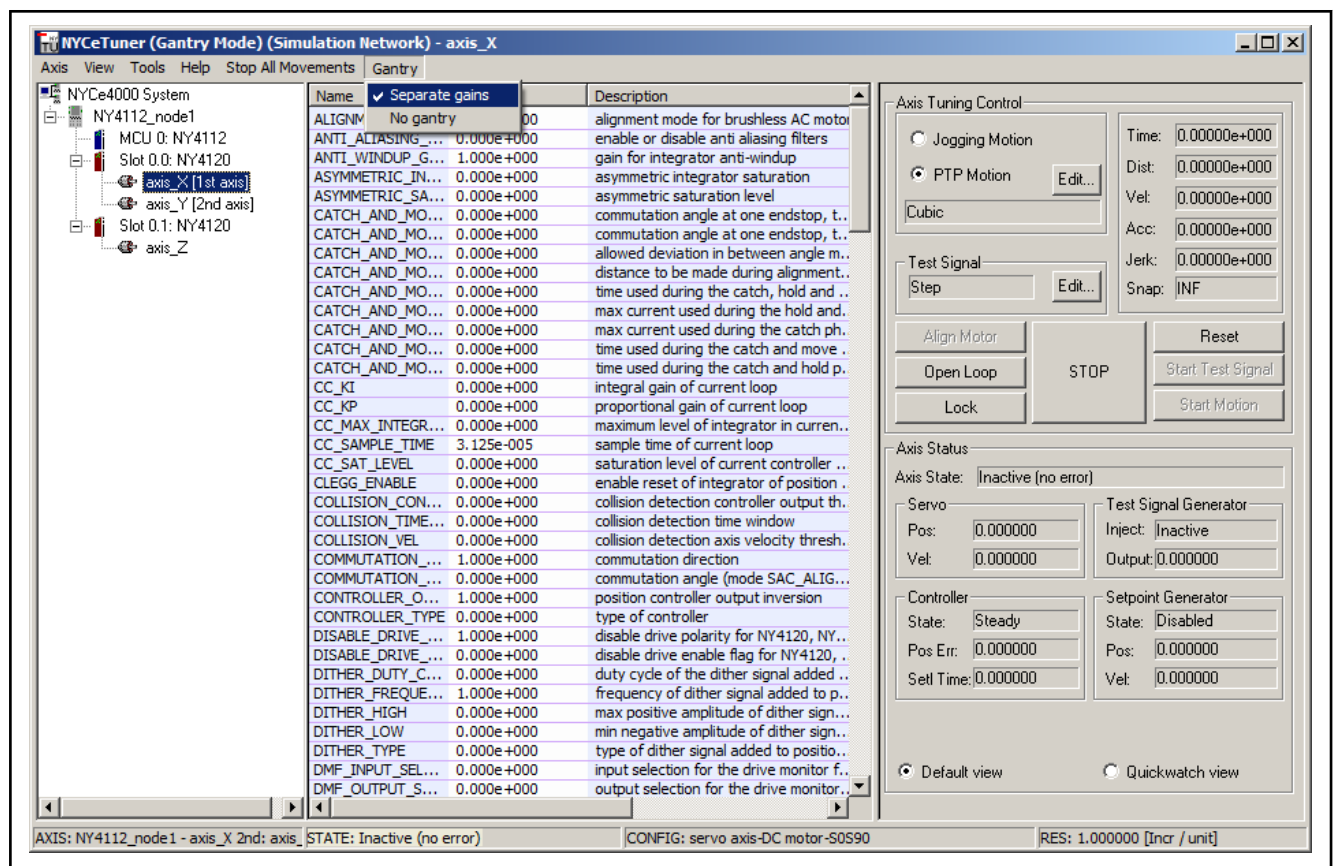 NYCeTuner (Gantry Mode) (Simulation Network) - axis_X
Axis View Tools Help Stop All Movements Gantry
Separate gains
No gantry
NYCe4000 System
NY4112_node1
MCU 0: NY4112
Slot 0.0: NY4120
axis_X [1st axis]
axis_Y [2nd axis]
Slot 0.1: NY4120
axis_Z
Name Description
ALIGNM 00 alignment mode for brushless AC motor
ANTI_ALIASING_... 0.000e+000 enable or disable anti aliasing filters
ANTI_WINDUP_G... 1.000e+000 gain for integrator anti-windup
ASYMMETRIC_IN... 0.000e+000 asymmetric integrator saturation
ASYMMETRIC_SA... 0.000e+000 asymmetric saturation level
CATCH_AND_MO... 0.000e+000 commutation angle at one endstop, t..
CATCH_AND_MO... 0.000e+000 commutation angle at one endstop, t..
CATCH_AND_MO... 0.000e+000 allowed deviation in between angle m..
CATCH_AND_MO... 0.000e+000 distance to be made during alignment..
CATCH_AND_MO... 0.000e+000 time used during the catch, hold and ..
CATCH_AND_MO... 0.000e+000 max current used during the hold and..
CATCH_AND_MO... 0.000e+000 max current used during the catch ph..
CATCH_AND_MO... 0.000e+000 time used during the catch and move ..
CATCH_AND_MO... 0.000e+000 time used during the catch and hold p..
CC_KI 0.000e+000 integral gain of current loop
CC_KP 0.000e+000 proportional gain of current loop
CC_MAX_INTEGR... 0.000e+000 maximum level of integrator in curren..
CC_SAMPLE_TIME 3.125e-005 sample time of current loop
CC_SAT_LEVEL 0.000e+000 saturation level of current controller ..
CLEGG_ENABLE 0.000e+000 enable reset of integrator of position ..
COLLISION_CON... 0.000e+000 collision detection controller output th..
COLLISION_TIME... 0.000e+000 collision detection time window
COLLISION_VEL 0.000e+000 collision detection axis velocity thresh..
COMMUTATION_... 1.000e+000 commutation direction
COMMUTATION_... 0.000e+000 commutation angle (mode SAC_ALIG...
CONTROLLER_O... 1.000e+000 position controller output inversion
CONTROLLER_TYPE 0.000e+000 type of controller
DISABLE_DRIVE_... 1.000e+000 disable drive polarity for NY4120, NY..
DISABLE_DRIVE_... 0.000e+000 disable drive enable flag for NY4120, ..
DITHER_DUTY_C... 0.000e+000 duty cycle of the dither signal added ..
DITHER_FREQUE... 1.000e+000 frequency of dither signal added to p..
DITHER_HIGH 0.000e+000 max positive amplitude of dither sign...
DITHER_LOW 0.000e+000 min negative amplitude of dither sign...
DITHER_TYPE 0.000e+000 type of dither signal added to positio...
DMF_INPUT_SEL... 0.000e+000 input selection for the drive monitor f..
DMF_OUTPUT_S... 0.000e+000 output selection for the drive monitor..
Axis Tuning Control
Jogging Motion
PTP Motion Edit...
Cubic
Test Signal
Step Edit...
Time: 0.00000e+000
Dist: 0.00000e+000
Vel: 0.00000e+000
Acc: 0.00000e+000
Jerk: 0.00000e+000
Snap: INF
Align Motor Reset
Open Loop STOP Start Test Signal
Lock Start Motion
Axis Status
Axis State: Inactive (no error)
Servo
Pos: 0.000000
Vel: 0.000000
Test Signal Generator
Inject: Inactive
Output: 0.000000
Controller
State: Steady
Pos Err: 0.000000
Setl Time: 0.000000
Setpoint Generator
State: Disabled
Pos: 0.000000
Vel: 0.000000
Default view Quickwatch view
AXIS: NY4112_node1 - axis_X 2nd: axis_ STATE: Inactive (no error) CONFIG: servo axis-DC motor-S0S90 RES: 1.000000 [Incr / unit]